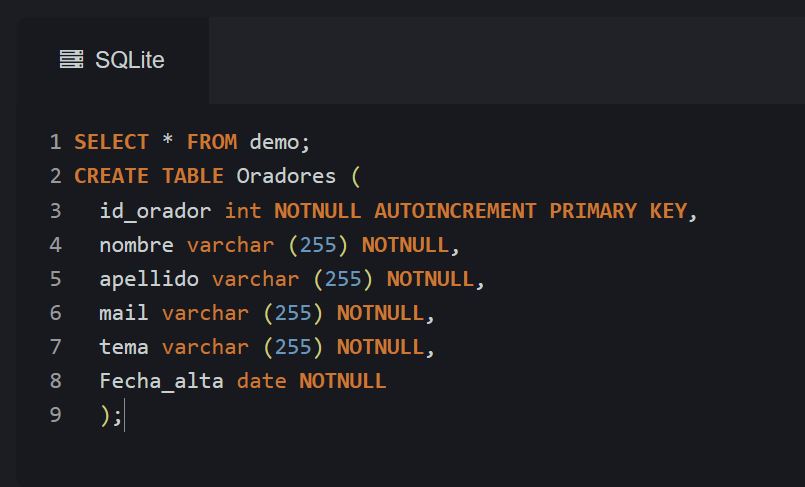 SQLite
1 SELECT * FROM demo;
2 CREATE TABLE Oradores (
3 id_orador int NOTNULL AUTOINCREMENT PRIMARY KEY,
4 nombre varchar (255) NOTNULL,
5 apellido varchar (255) NOTNULL,
6 mail varchar (255) NOTNULL,
7 tema varchar (255) NOTNULL,
8 Fecha_alta date NOTNULL
9 );